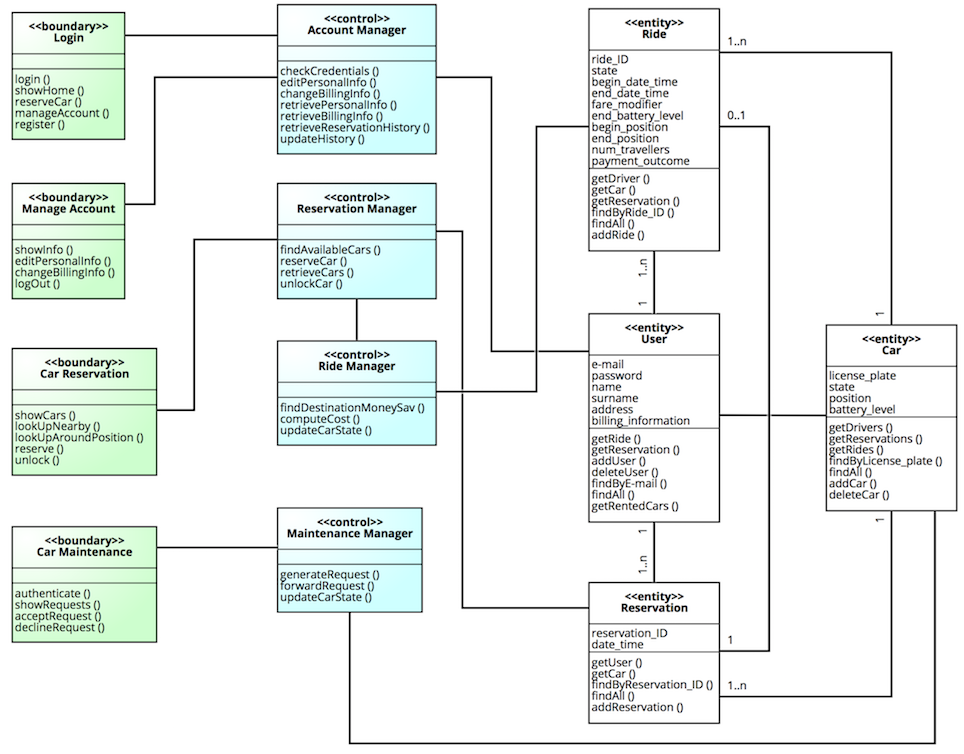 <<boundary>>
Login
login ()
showHome ()
reserveCar ()
manageAccount ()
register ()
<<boundary>>
Manage Account
showInfo ()
editPersonalInfo ()
changeBillingInfo ()
logOut ()
<<boundary>>
Car Reservation
showCars ()
lookUpNearby ()
lookUpAroundPosition ()
reserve ()
unlock ()
<<boundary>>
Car Maintenance
authenticate ()
showRequests ()
acceptRequest ()
declineRequest ()
<<control>>
Account Manager
checkCredentials ()
editPersonalInfo ()
changeBillingInfo ()
retrievePersonalInfo ()
retrieveBillingInfo ()
retrieveReservationHistory ()
updateHistory ()
<<control>>
Reservation Manager
findAvailableCars ()
reserveCar ()
retrieveCars ()
unlockCar ()
<<control>>
Ride Manager
findDestinationMoneySav ()
computeCost ()
updateCarState ()
<<control>>
Maintenance Manager
generateRequest ()
forwardRequest ()
updateCarState ()
<<entity>>
Ride
ride_ID
state
begin_date_time
end_date_time
fare_modifier
end_battery_level
begin_position
end_position
num_travellers
payment_outcome
getDriver ()
getCar ()
getReservation ()
findByRide_ID ()
findAll ()
addRide ()
1..n
0..1
1..n
1
<<entity>>
User
e-mail
password
name
surname
address
billing_information
getRide ()
getReservation ()
addUser ()
deleteUser ()
findByE-mail ()
findAll ()
getRentedCars ()
1
1..n
<<entity>>
Reservation
reservation_ID
date_time
getUser ()
getCar ()
findByReservation_ID ()
findAll ()
addReservation ()
1
1..n
1
<<entity>>
Car
license_plate
state
position
battery_level
getDrivers ()
getReservations ()
getRides ()
findByLicense_plate ()
findAll ()
addCar ()
deleteCar ()
1